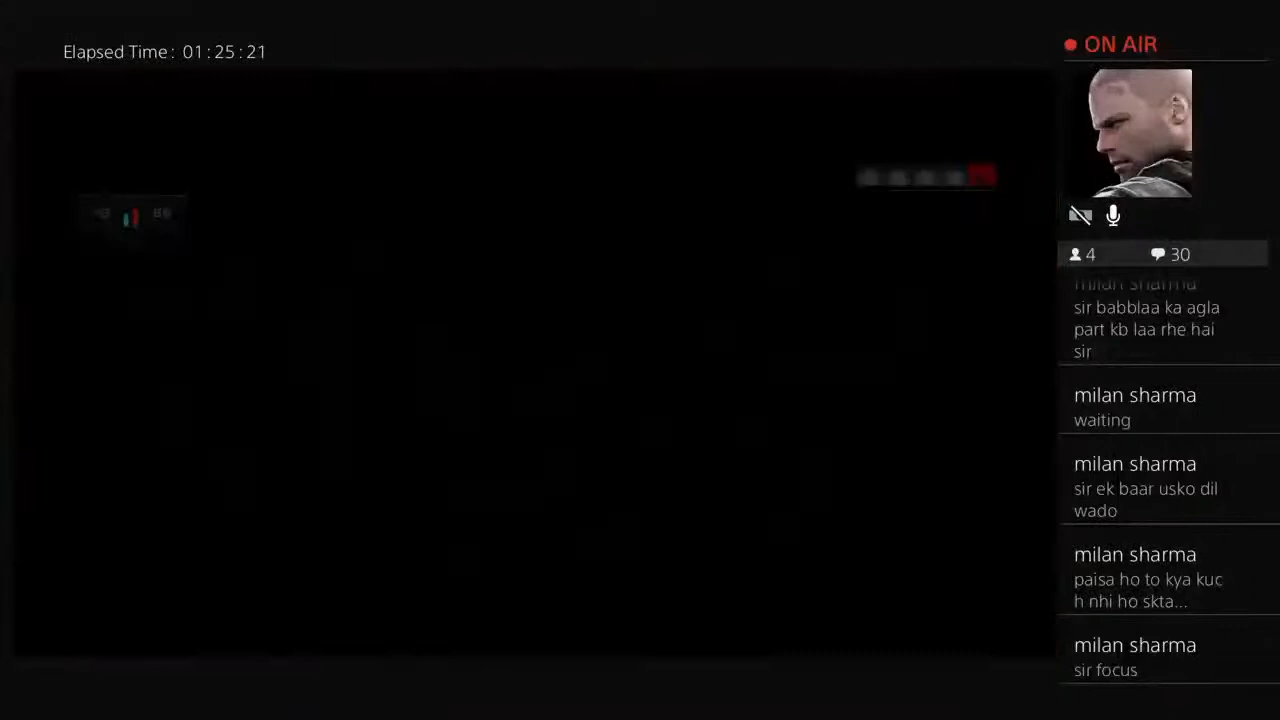 Elapsed Time: 01:25:21
ON AIR
4
30
milan sharma
sir babblaa ka agla
part kb laa rhe hai
sir
milan sharma
waiting
milan sharma
sir ek baar usko dil
wado
milan sharma
paisa ho to kya kuc
h nhi ho skta...
milan sharma
sir focus